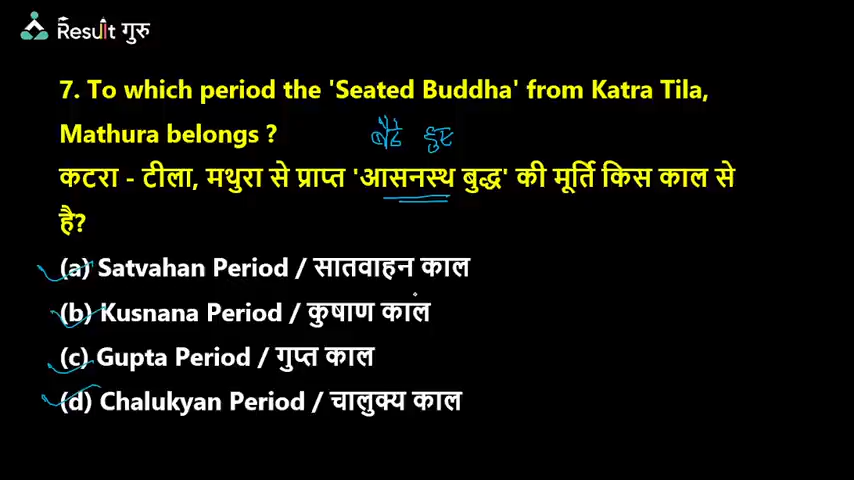 Result गुरु
7. To which period the 'Seated Buddha' from Katra Tila,
Mathura belongs ?
कटरा - टीला, मथुरा से प्राप्त 'आसनस्थ बुद्ध' की मूर्ति किस काल से
है?
(a) Satvahan Period / सातवाहन काल
(b) Kusnana Period / कुषाण काल
(c) Gupta Period / गुप्त काल
(d) Chalukyan Period / चालुक्य काल